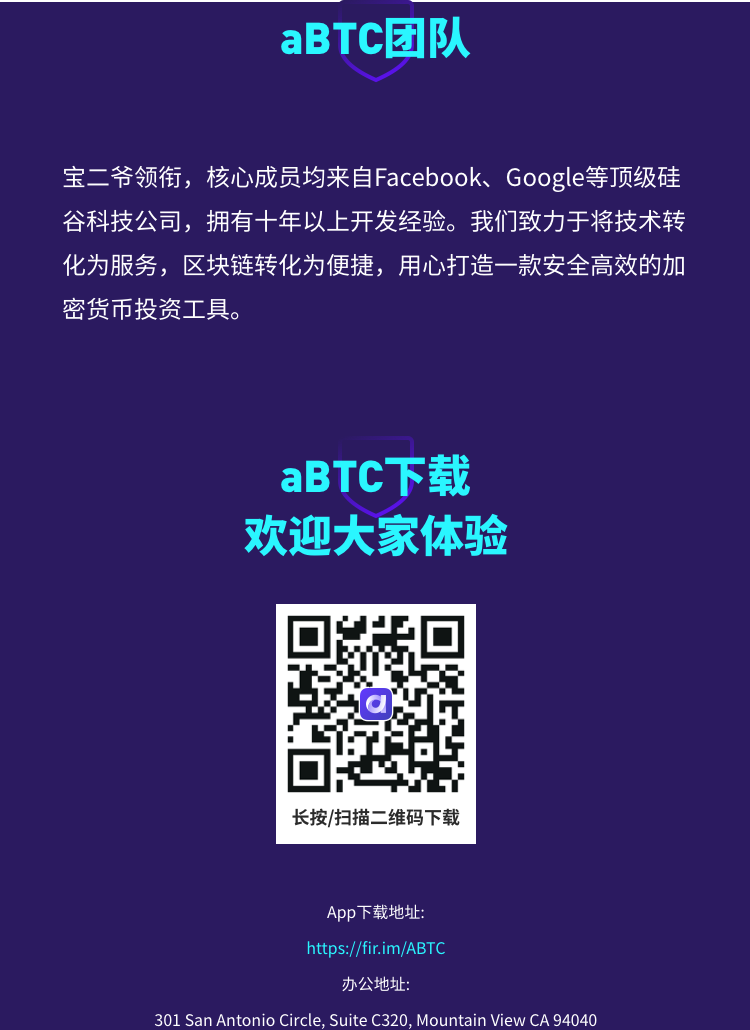 aBTC团队
宝二爷领衔，核心成员均来自Facebook、Google等顶级硅
谷科技公司，拥有十年以上开发经验。我们致力于将技术转
化为服务，区块链转化为便捷，用心打造一款安全高效的加
密货币投资工具。
aBTC下载
欢迎大家体验
长按/扫描二维码下载
App下载地址:
https://fir.im/ABTC
办公地址:
301 San Antonio Circle, Suite C320, Mountain View CA 94040